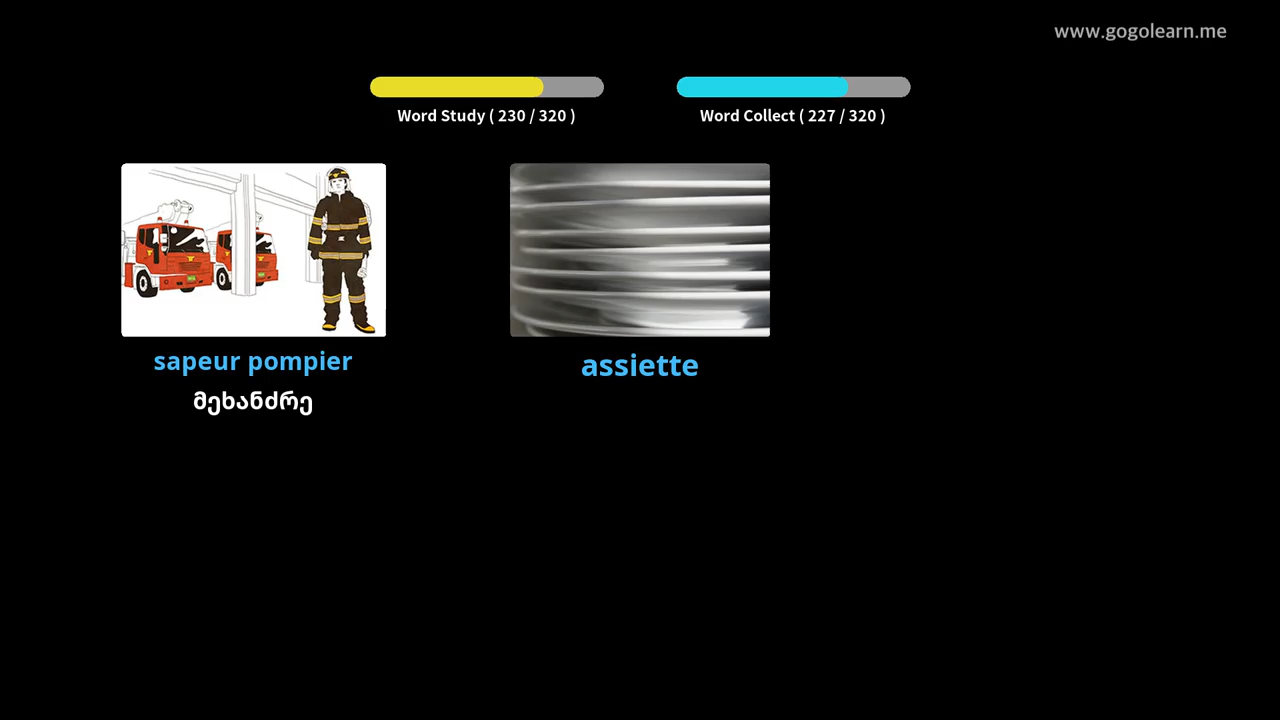 www.gogolearn.me
Word Study ( 230 / 320 )
Word Collect ( 227 / 320 )
sapeur pompier
მეხანძრე
assiette